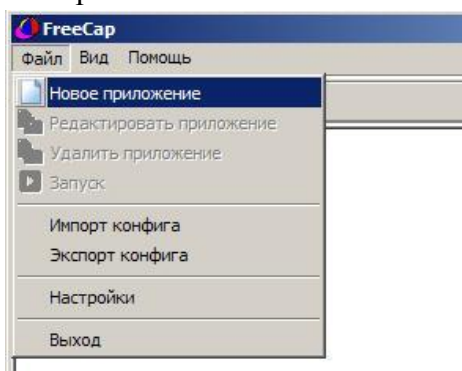 FreeCap
Файл Вид Помощь
Новое приложение
Редактировать приложение
Удалить приложение
Запуск
Импорт конфига
Экспорт конфига
Настройки
Выход